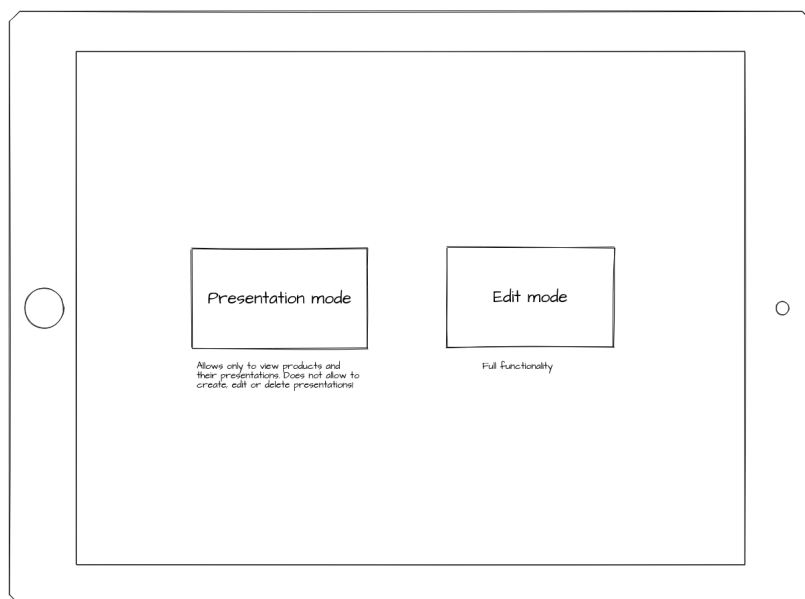 Presentation mode
Allows only to view products and
their presentations. Does not allow to
create, edit or delete presentations!
Edit mode
Full functionality